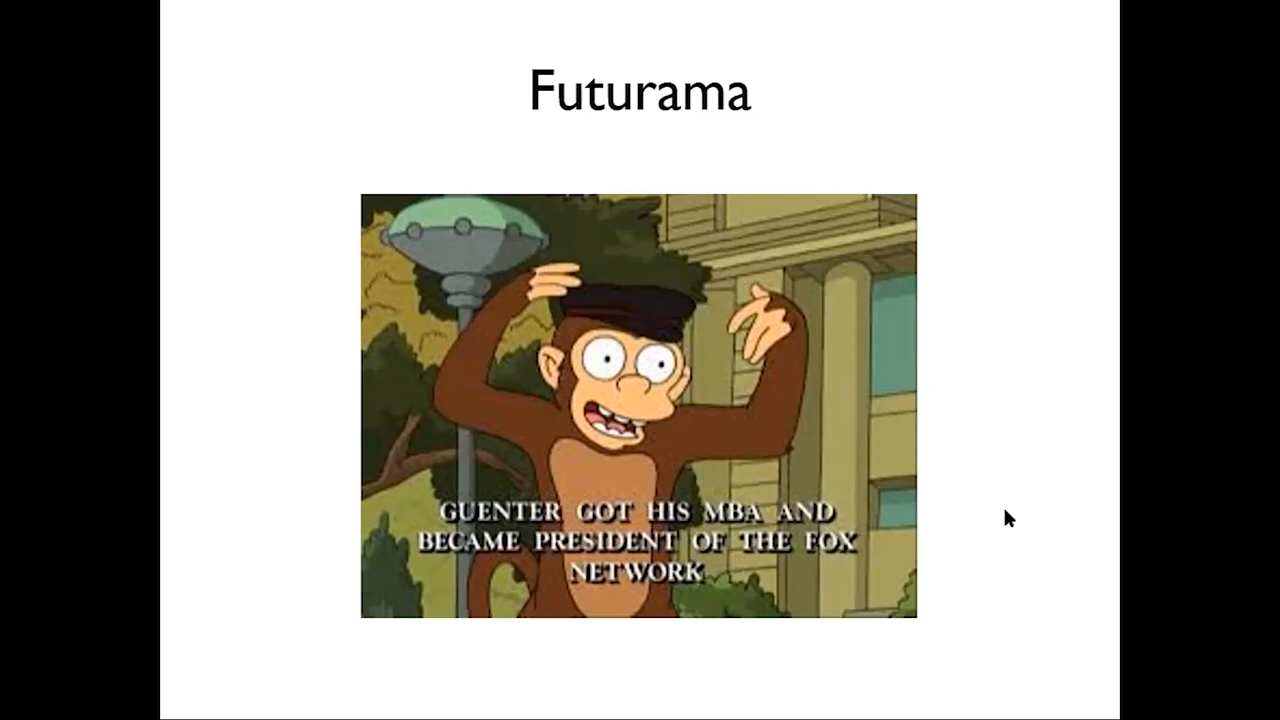 Futurama
GUENTER GOT HIS MBA AND
BECAME PRESIDENT OF THE FOX
NETWORK